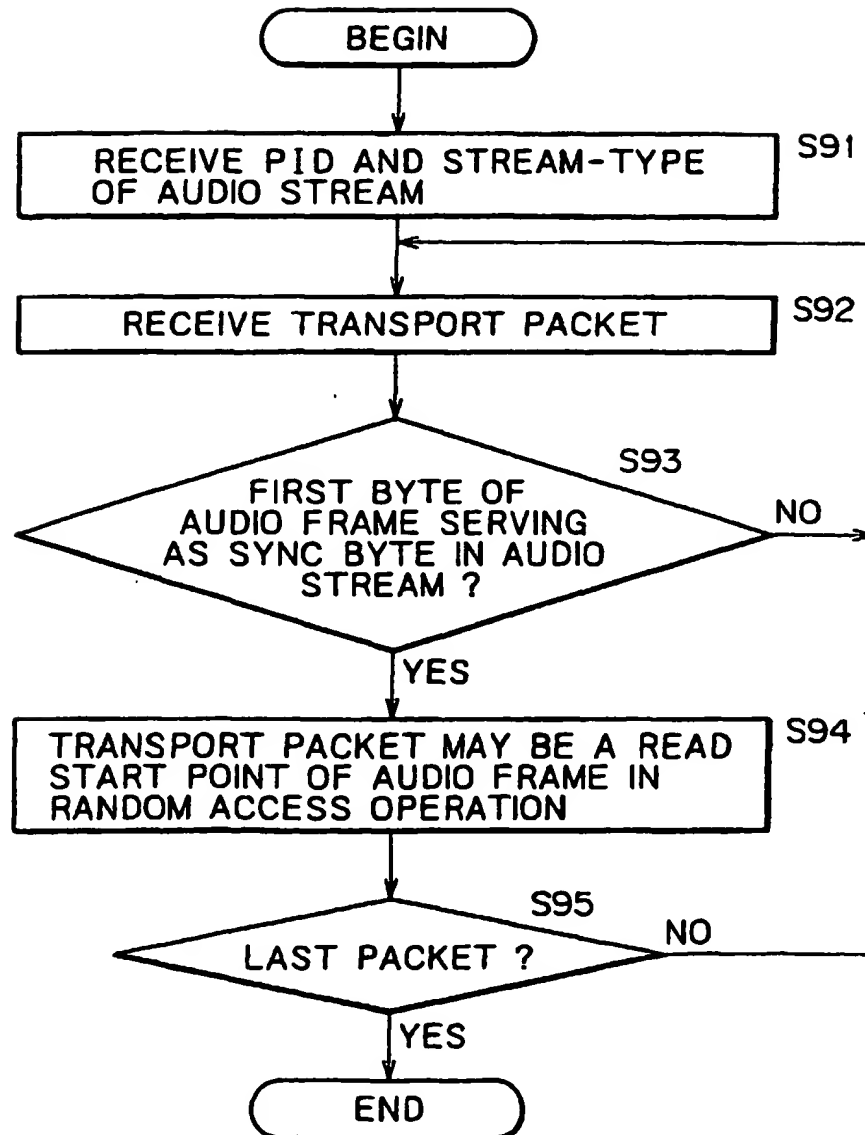 BEGIN
RECEIVE PID AND STREAM-TYPE
OF AUDIO STREAM
S91
RECEIVE TRANSPORT PACKET
S92
S93
FIRST BYTE OF
AUDIO FRAME SERVING
AS SYNC BYTE IN AUDIO
STREAM ?
NO
YES
TRANSPORT PACKET MAY BE A READ
START POINT OF AUDIO FRAME IN
RANDOM ACCESS OPERATION
S94
S95
LAST PACKET ?
NO
YES
END